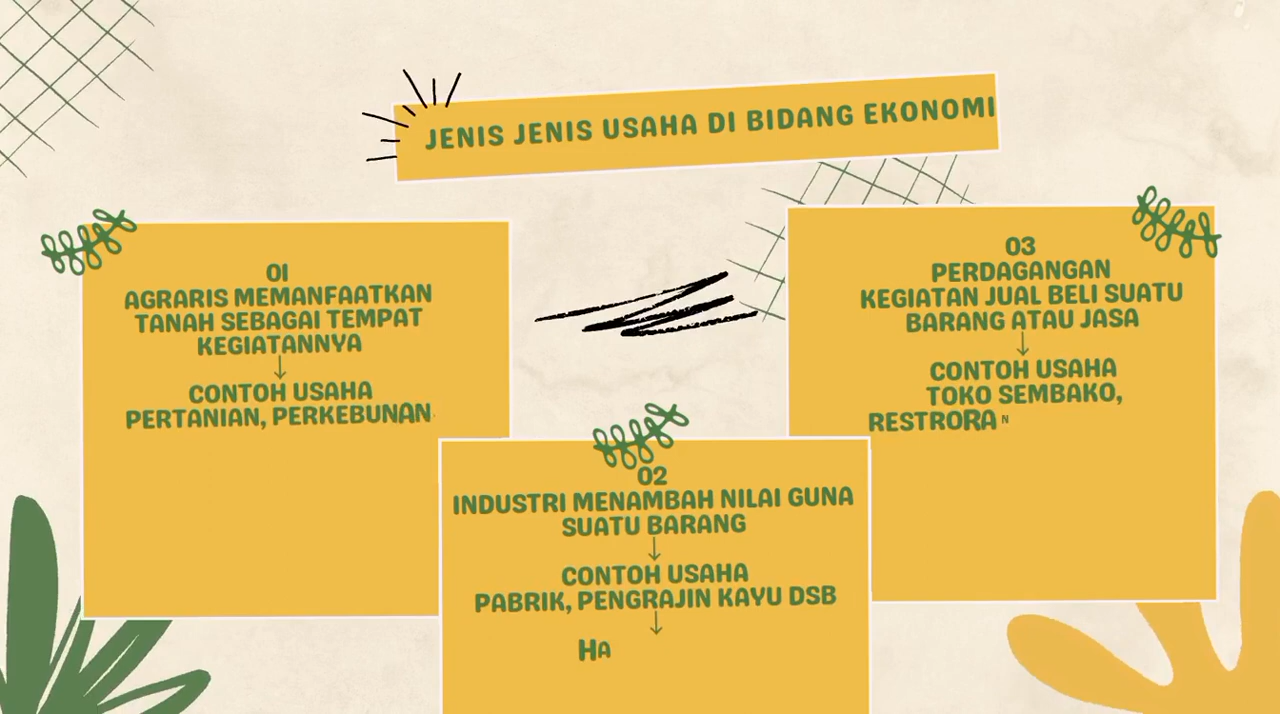 JENIS JENIS USAHA DI BIDANG EKONOMI
01
AGRARIS MEMANFAATKAN
TANAH SEBAGAI TEMPAT
KEGIATANNYA
↓
CONTOH USAHA
PERTANIAN, PERKEBUNAN
02
INDUSTRI MENAMBAH NILAI GUNA
SUATU BARANG
↓
CONTOH USAHA
PABRIK, PENGRAJIN KAYU DSB
↓
HA
03
PERDAGANGAN
KEGIATAN JUAL BELI SUATU
BARANG ATAU JASA
↓
CONTOH USAHA
TOKO SEMBAKO,
RESTRORAN